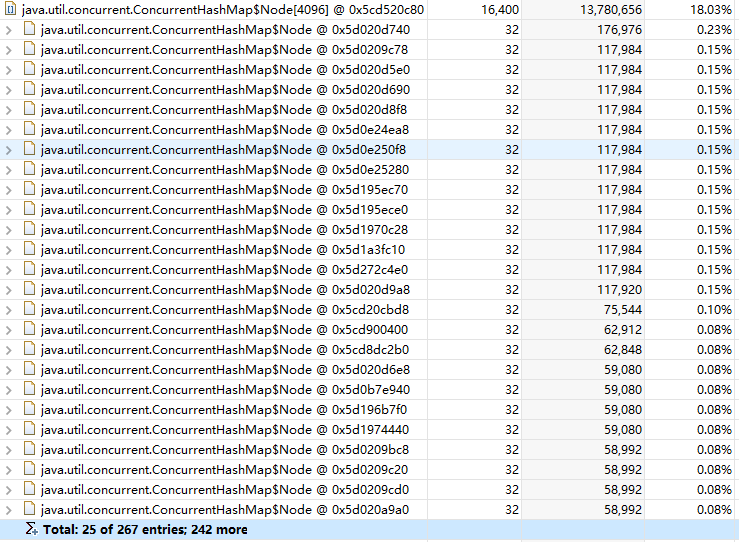 java.util.concurrent.ConcurrentHashMap$Node[4096] @ 0x5cd520c80 16,400 13,780,656 18.03%
java.util.concurrent.ConcurrentHashMap$Node @ 0x5d020d740 32 176,976 0.23%
java.util.concurrent.ConcurrentHashMap$Node @ 0x5d0209c78 32 117,984 0.15%
java.util.concurrent.ConcurrentHashMap$Node @ 0x5d020d5e0 32 117,984 0.15%
java.util.concurrent.ConcurrentHashMap$Node @ 0x5d020d690 32 117,984 0.15%
java.util.concurrent.ConcurrentHashMap$Node @ 0x5d020d8f8 32 117,984 0.15%
java.util.concurrent.ConcurrentHashMap$Node @ 0x5d0e24ea8 32 117,984 0.15%
java.util.concurrent.ConcurrentHashMap$Node @ 0x5d0e250f8 32 117,984 0.15%
java.util.concurrent.ConcurrentHashMap$Node @ 0x5d0e25280 32 117,984 0.15%
java.util.concurrent.ConcurrentHashMap$Node @ 0x5d195ec70 32 117,984 0.15%
java.util.concurrent.ConcurrentHashMap$Node @ 0x5d195ece0 32 117,984 0.15%
java.util.concurrent.ConcurrentHashMap$Node @ 0x5d1970c28 32 117,984 0.15%
java.util.concurrent.ConcurrentHashMap$Node @ 0x5d1a3fc10 32 117,984 0.15%
java.util.concurrent.ConcurrentHashMap$Node @ 0x5d272c4e0 32 117,984 0.15%
java.util.concurrent.ConcurrentHashMap$Node @ 0x5d020d9a8 32 117,920 0.15%
java.util.concurrent.ConcurrentHashMap$Node @ 0x5cd20cbd8 32 75,544 0.10%
java.util.concurrent.ConcurrentHashMap$Node @ 0x5cd900400 32 62,912 0.08%
java.util.concurrent.ConcurrentHashMap$Node @ 0x5cd8dc2b0 32 62,848 0.08%
java.util.concurrent.ConcurrentHashMap$Node @ 0x5d020d6e8 32 59,080 0.08%
java.util.concurrent.ConcurrentHashMap$Node @ 0x5d0b7e940 32 59,080 0.08%
java.util.concurrent.ConcurrentHashMap$Node @ 0x5d196b7f0 32 59,080 0.08%
java.util.concurrent.ConcurrentHashMap$Node @ 0x5d1974440 32 59,080 0.08%
java.util.concurrent.ConcurrentHashMap$Node @ 0x5d0209bc8 32 58,992 0.08%
java.util.concurrent.ConcurrentHashMap$Node @ 0x5d0209c20 32 58,992 0.08%
java.util.concurrent.ConcurrentHashMap$Node @ 0x5d0209cd0 32 58,992 0.08%
java.util.concurrent.ConcurrentHashMap$Node @ 0x5d020a9a0 32 58,992 0.08%
Total: 25 of 267 entries; 242 more